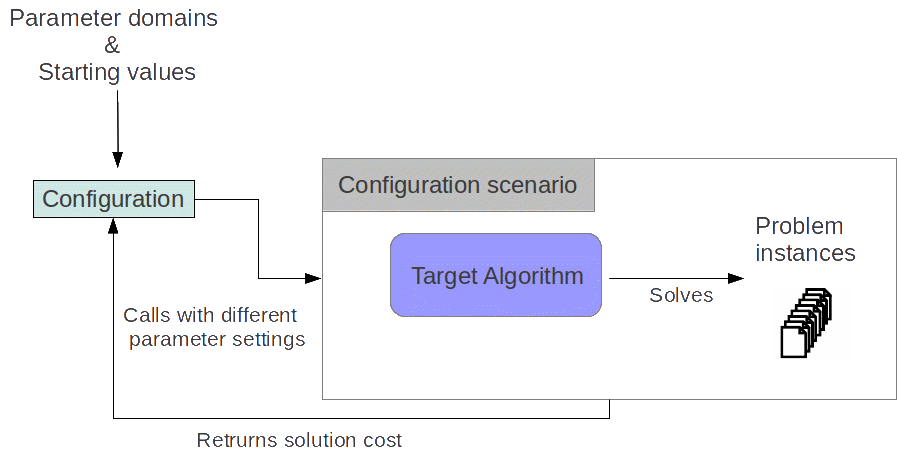 Parameter domains
&
Starting values
Configuration
Configuration scenario
Target Algorithm
Problem
instances
Solves
Calls with different
parameter settings
Retrurns solution cost